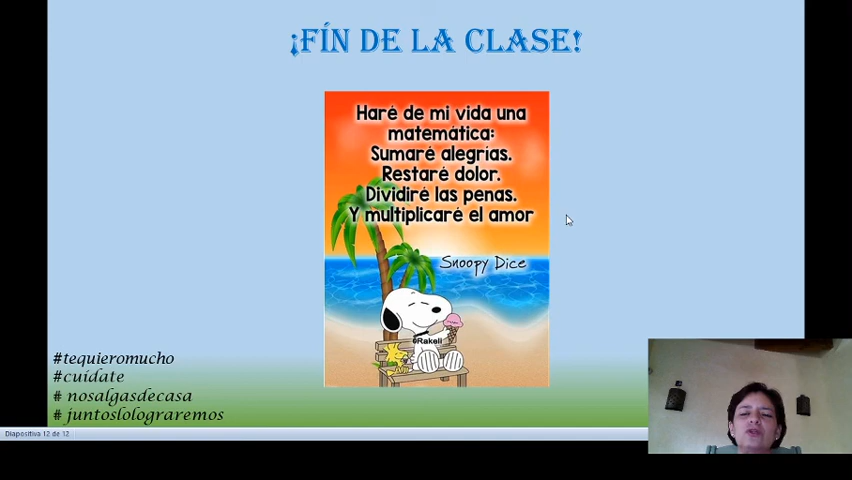 ¡FÍN DE LA CLASE!
Haré de mi vida una
matemática:
Sumaré alegrías.
Restaré dolor.
Dividiré las penas.
Y multiplicaré el amor
Snoopy Dice
©Rakeli
#tequieromucho
#cuídate
# nosalgasdecasa
# juntoslolograremos
Diapositiva 12 de 12